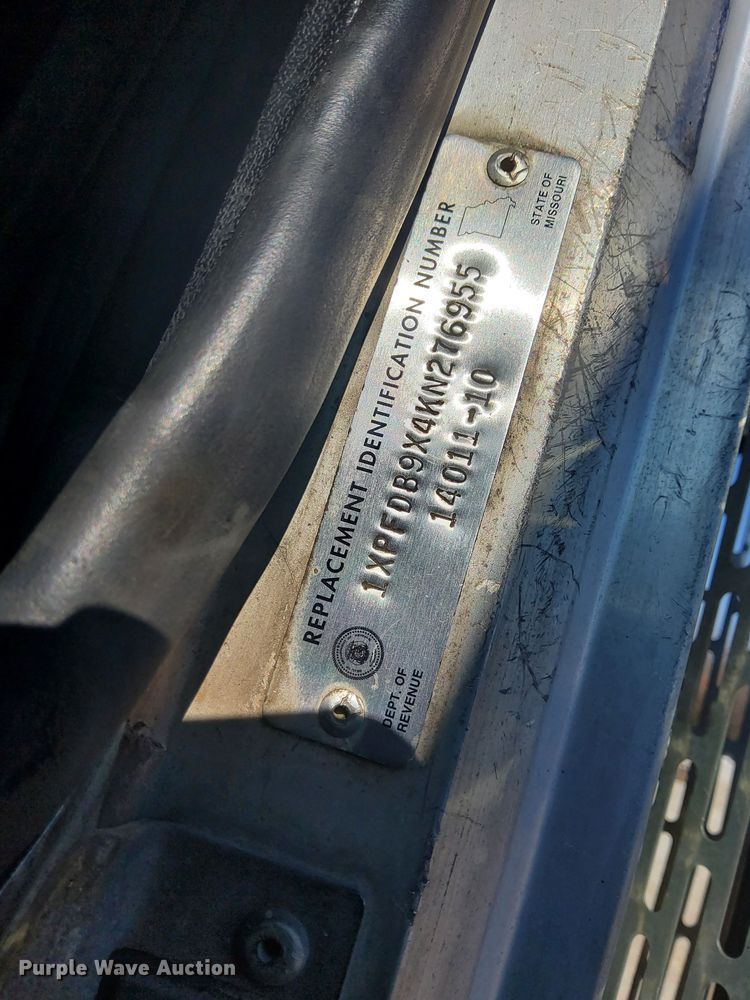 REPLACEMENT IDENTIFICATION NUMBER
1XPFDB9X4KN276955
14011-10
DEPT. OF
REVENUE
STATE OF
MISSOURI
Purple Wave Auction